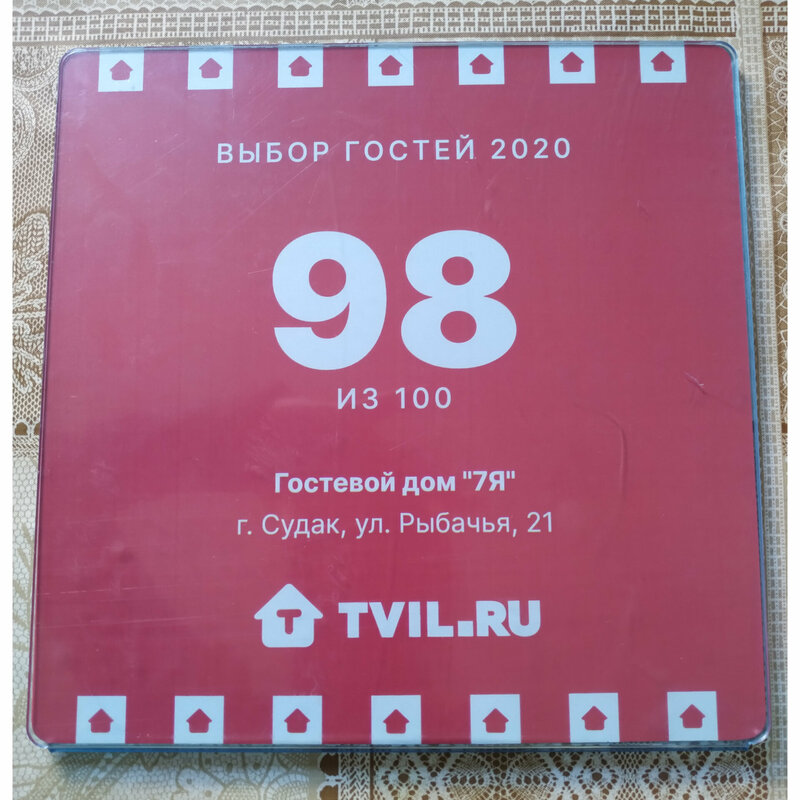 ВЫБОР ГОСТЕЙ 2020
98
ИЗ 100
Гостевой дом "7Я"
г. Судак, ул. Рыбачья, 21
T TVIL.RU